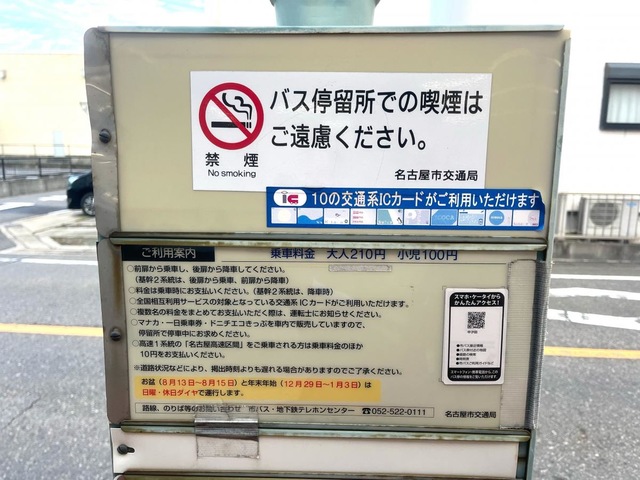 バス停留所での喫煙は
ご遠慮ください。
禁煙
No smoking
名古屋市交通局
ic 10の交通系ICカードがご利用いただけます
ご利用案内 乗車料金 大人210円 小児100円
○前扉から乗車し、後扉から降車してください。
(基幹2系統は、後扉から乗車、前扉から降車)
○料金は乗車時にお支払いください。(基幹2系統は、降車時)
○全国相互利用サービスの対象となっている交通系ICカードがご利用いただけます。
○複数名の料金をまとめてお支払いいただく際は、運転士にお知らせください。
○マナカ・一日乗車券・ドニチエコきっぷを車内で販売していますので、
停留所で停車中にお求めください。
○高速1系統の「名古屋高速区間」をご乗車される方は乗車料金のほか
10円をお支払いください。
※道路状況などにより、掲出時刻よりも遅れる場合がありますのでご了承ください。
お盆(8月13日〜8月15日)と年末年始(12月29日〜1月3日)は
日曜・休日ダイヤで運行します。
路線、のりば等のお問い合わせ 市バス・地下鉄テレホンセンター ☎052-522-0111
名古屋市交通局
スマホ・ケータイから
かんたんアクセス!